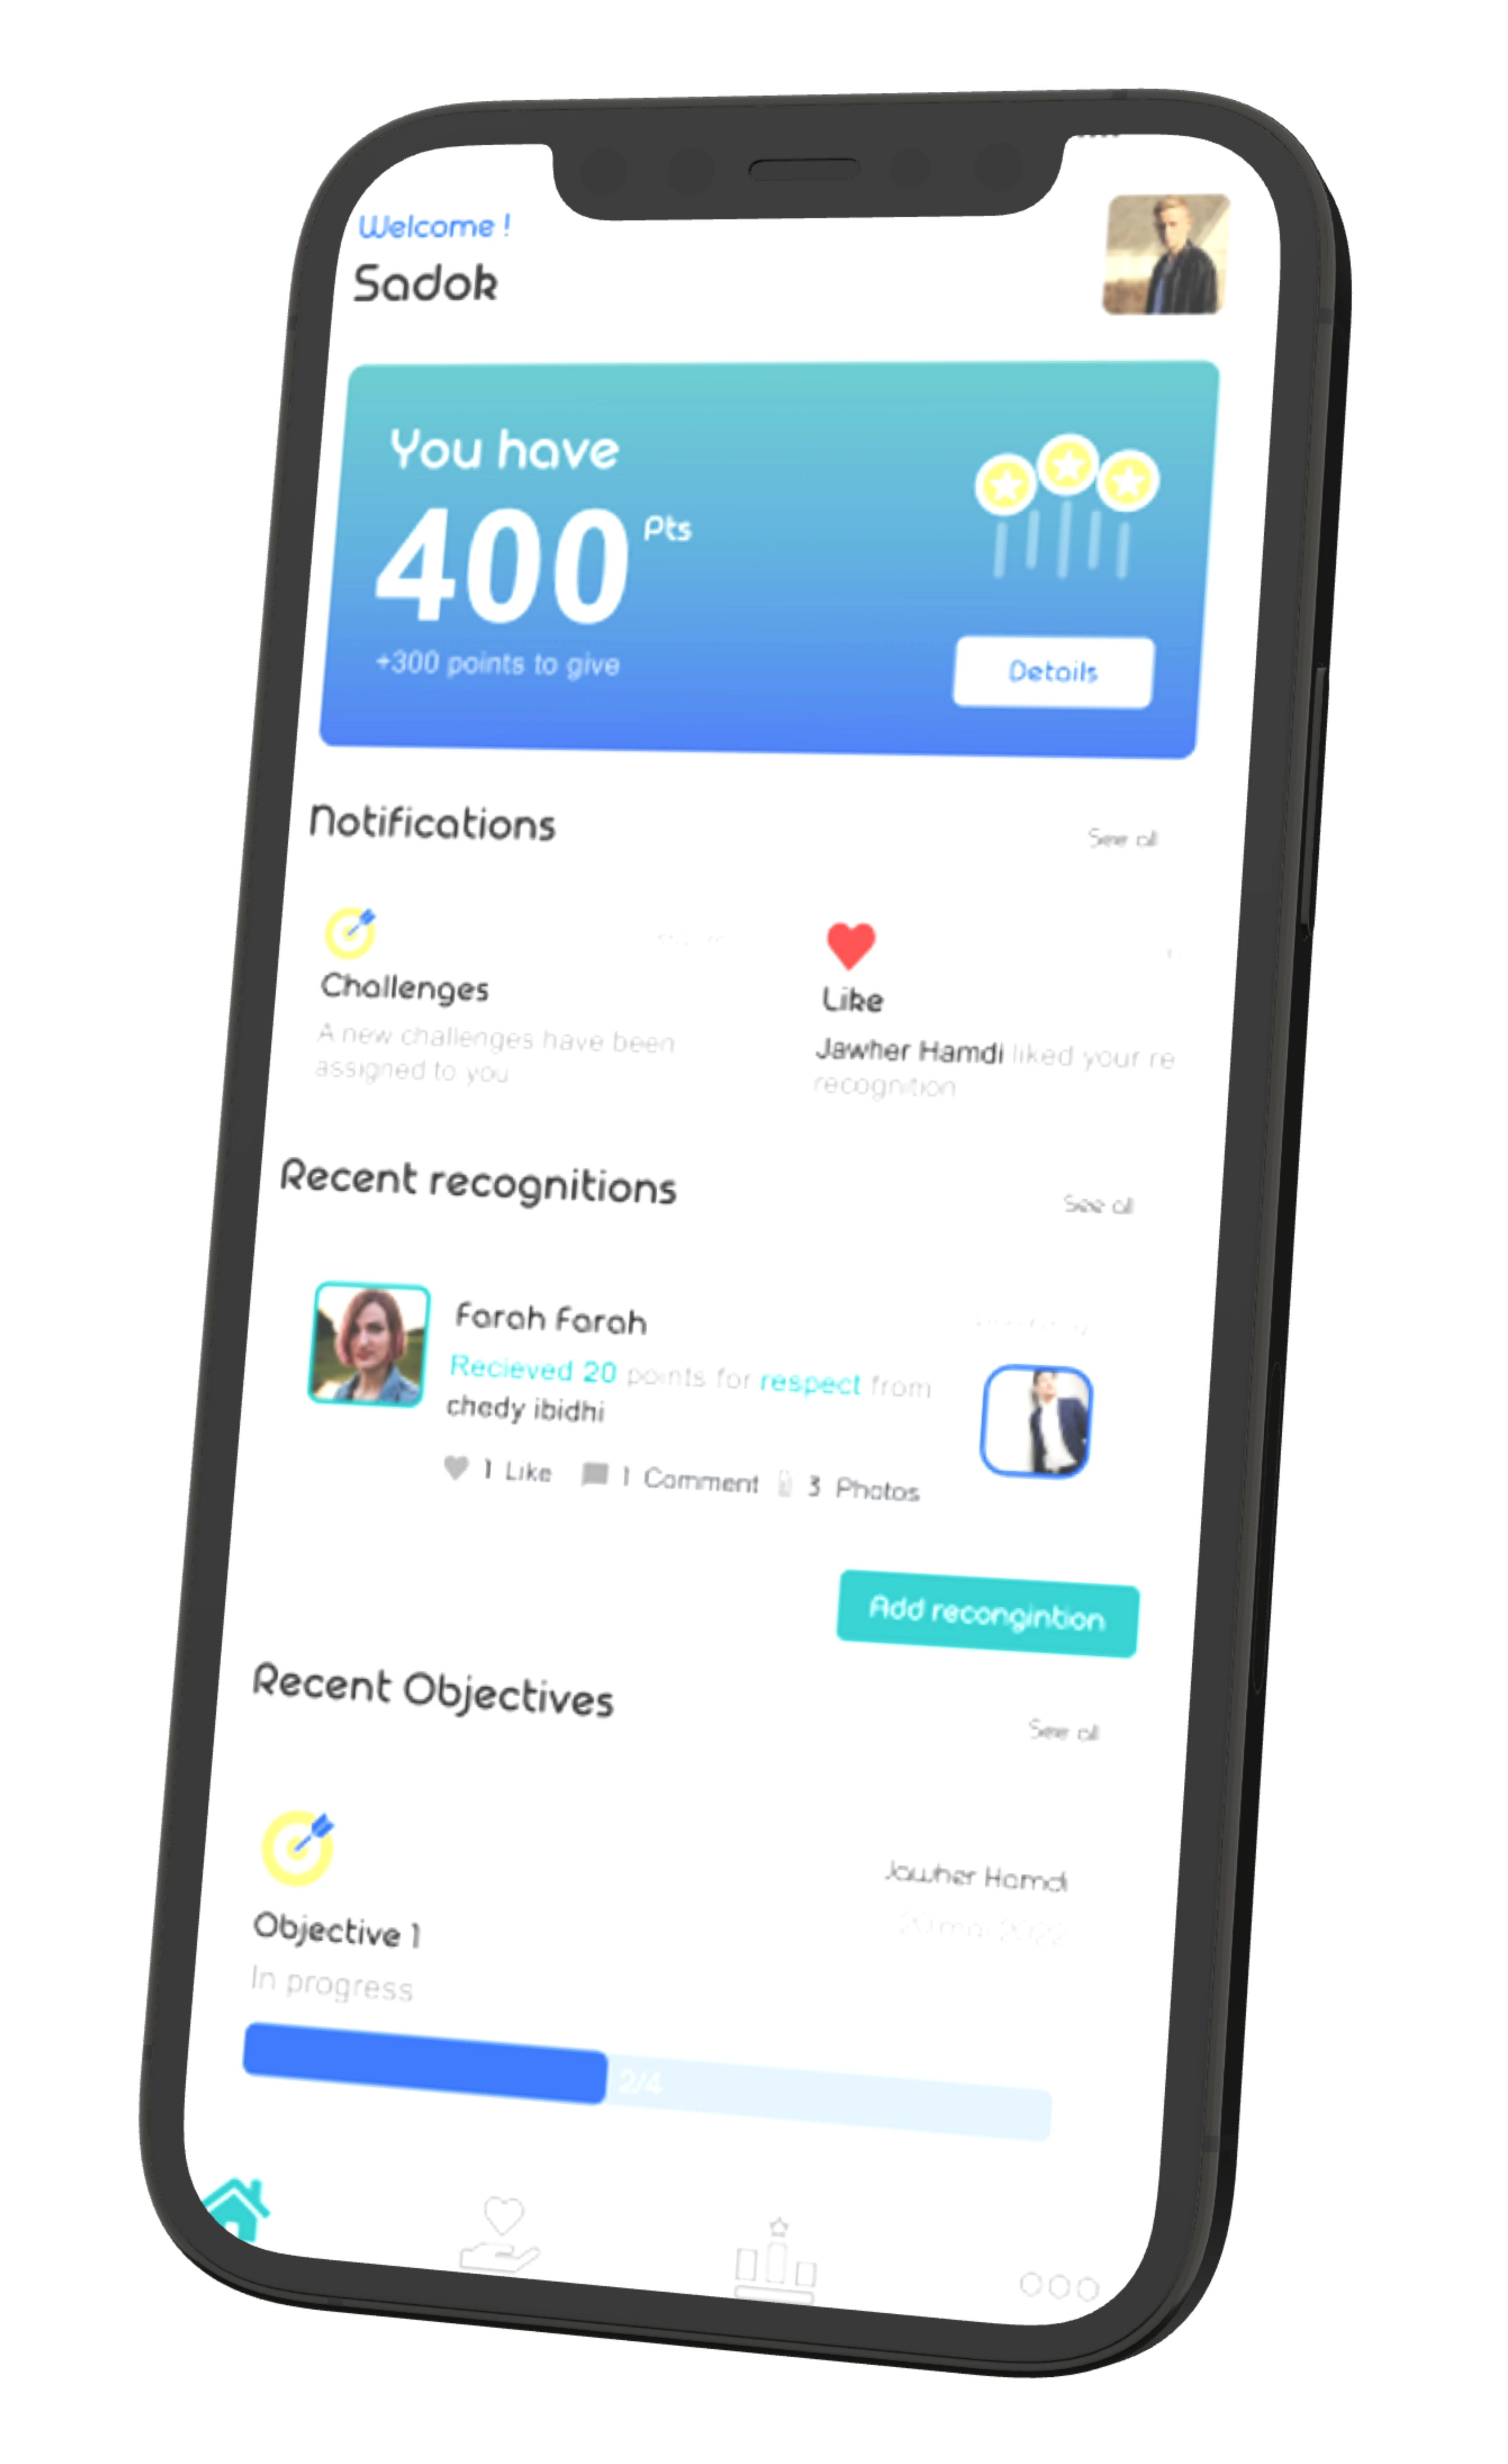 Welcome !
Sadok
You have
400 Pts
+300 points to give
Details
Notifications
See all
Challenges
A new challenges have been
assigned to you
Like
Jawher Hamdi liked your re
recognition
Recent recognitions
See all
Farah Farah
Recieved 20 points for respect from
chedy ibidhi
1 Like 1 Comment 3 Photos
Add recongintion
Recent Objectives
See all
Jawher Hamdi
20 mai 2022
Objective 1
In progress
2/4